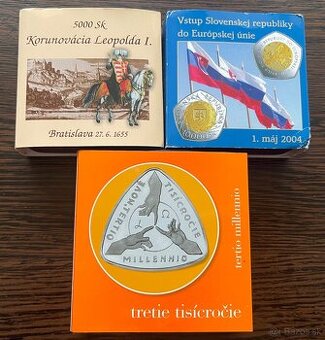 5000 Sk
Korunovácia Leopolda I.
Bratislava 27. 6. 1655
Vstup Slovenskej republiky
do Európskej únie
1. máj 2004
TISÍCROČIE
MILLENNIO
tertio millennio
tretie tisícročie